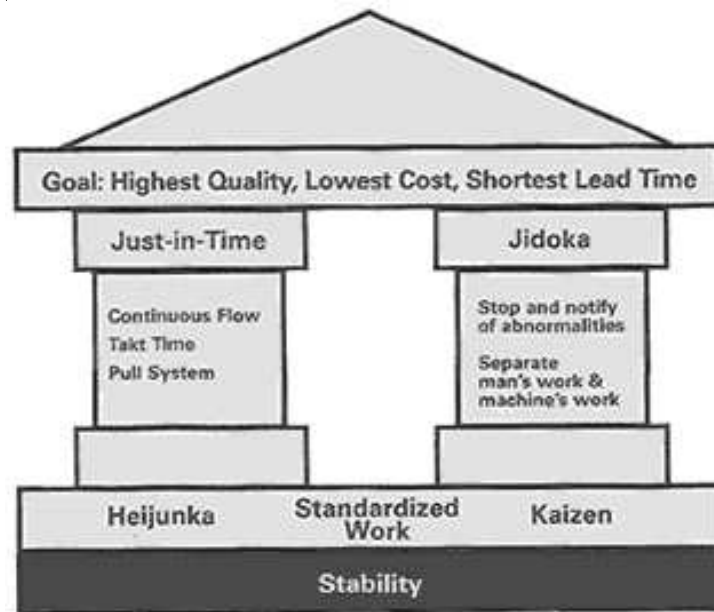 Goal: Highest Quality, Lowest Cost, Shortest Lead Time
Just-in-Time
Continuous Flow
Takt Time
Pull System
Jidoka
Stop and notify
of abnormalities
Separate
man's work &
machine's work
Heijunka
Standardized
Work
Kaizen
Stability